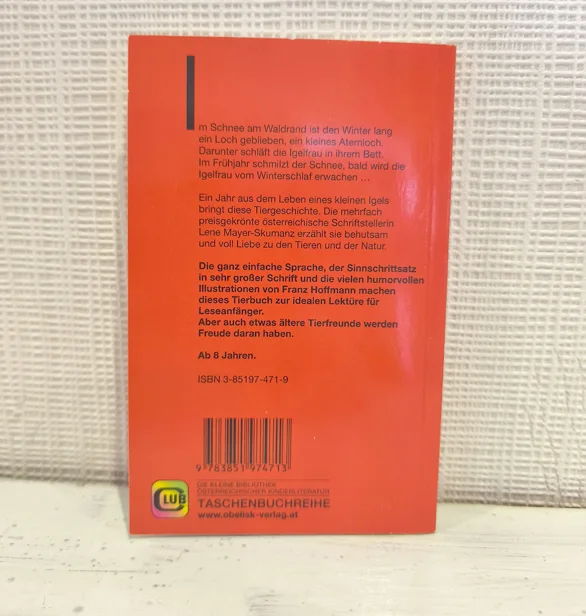 Im Schnee am Waldrand ist den Winter lang
ein Loch geblieben, ein kleines Atemloch.
Darunter schläft die Igelfrau in ihrem Bett.
Im Frühjahr schmilzt der Schnee, bald wird die
Igelfrau vom Winterschlaf erwachen ...
Ein Jahr aus dem Leben eines kleinen Igels
bringt diese Tiergeschichte. Die mehrfach
preisgekrönte österreichische Schriftstellerin
Lene Mayer-Skumanz erzählt sie behutsam
und voll Liebe zu den Tieren und der Natur.
Die ganz einfache Sprache, der Sinnschrittsatz
in sehr großer Schrift und die vielen humorvollen
Illustrationen von Franz Hoffmann machen
dieses Tierbuch zur idealen Lektüre für
Leseanfänger.
Aber auch etwas ältere Tierfreunde werden
Freude daran haben.
Ab 8 Jahren.
ISBN 3-85197-471-9
9 783851 974713
CLUB
DIE KLEINE BIBLIOTHEK
ÖSTERREICHISCHER KINDERLITERATUR
TASCHENBUCHREIHE
www.obelisk-verlag.at